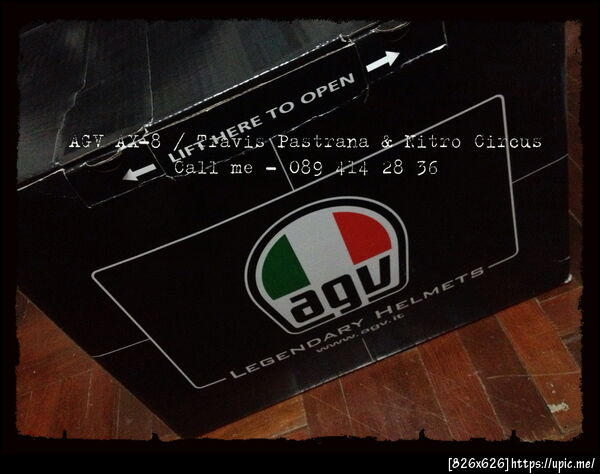 LIFT HERE TO OPEN
AGV AX-8 / Travis Pastrana & Nitro Circus
Call me - 089 414 28 36
agv
LEGENDARY HELMETS
www.agv.it
[826x626]https://upic.me/